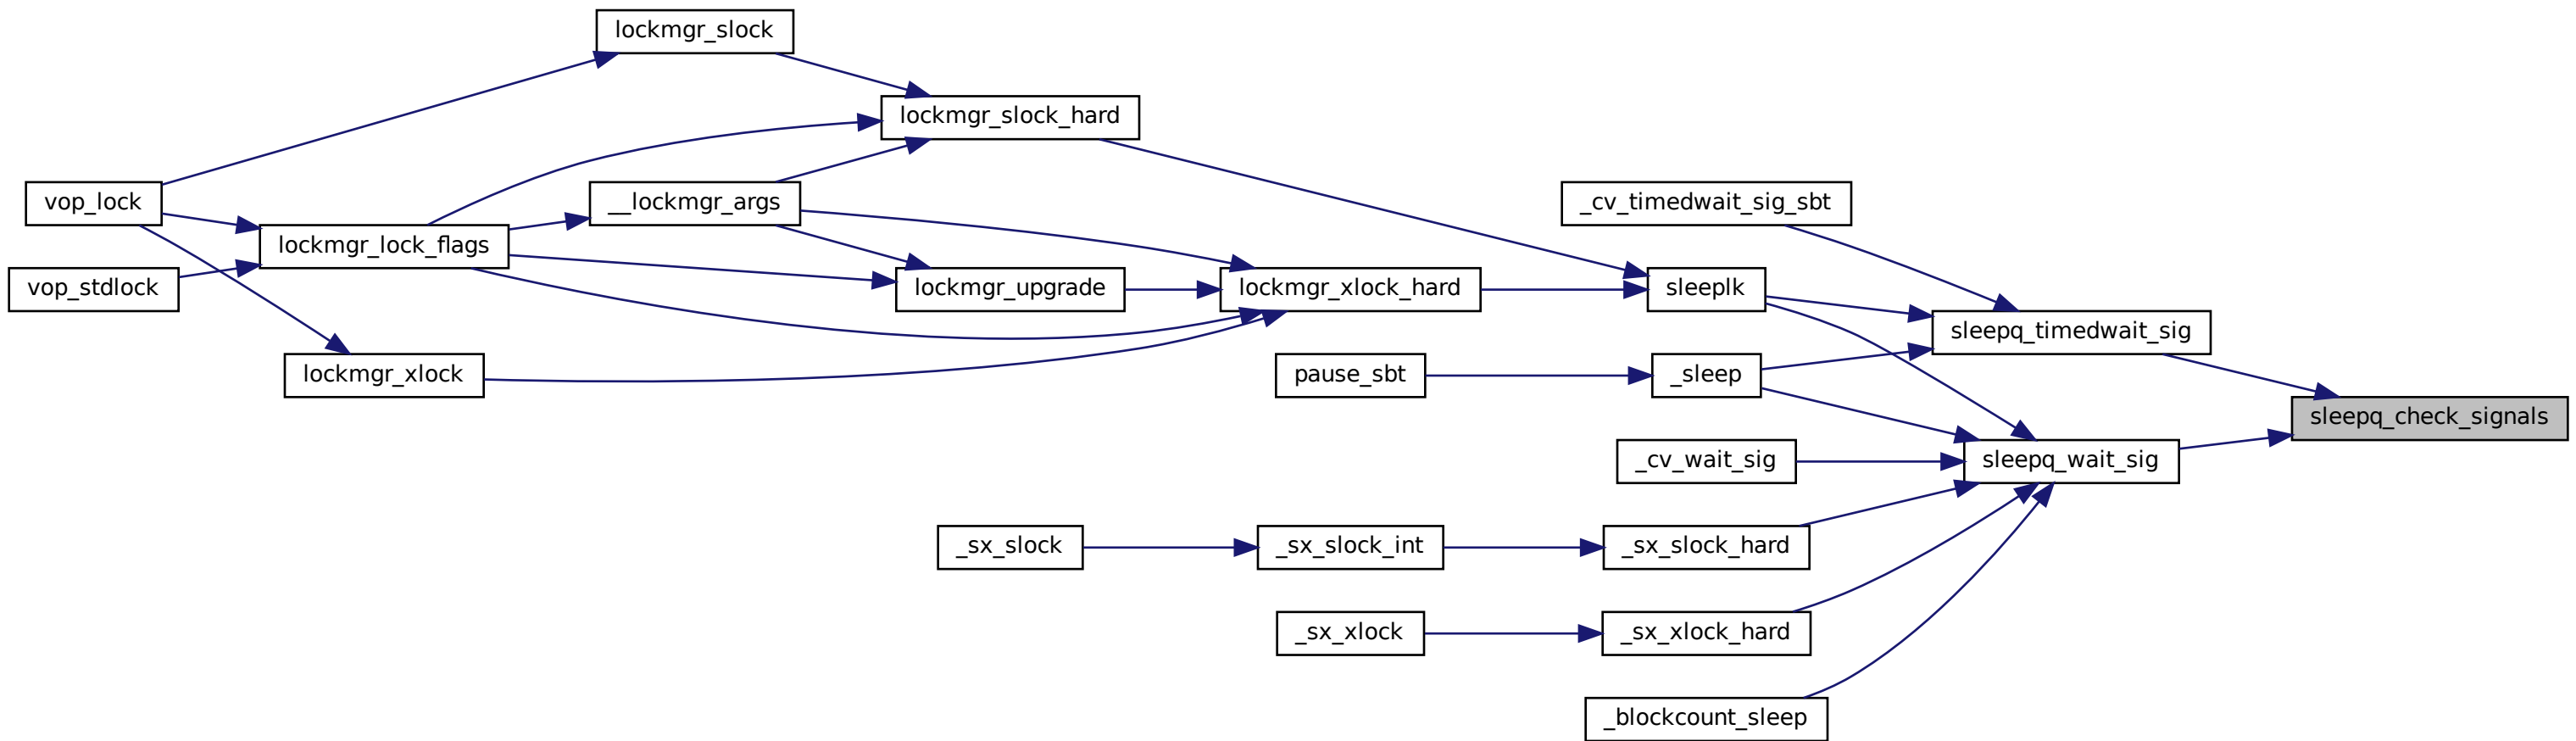 lockmgr_slock
lockmgr_slock_hard
vop_lock
__lockmgr_args
_cv_timedwait_sig_sbt
lockmgr_lock_flags
vop_stdlock
lockmgr_upgrade
lockmgr_xlock_hard
sleeplk
sleepq_timedwait_sig
lockmgr_xlock
pause_sbt
_sleep
sleepq_check_signals
_cv_wait_sig
sleepq_wait_sig
_sx_slock
_sx_slock_int
_sx_slock_hard
_sx_xlock
_sx_xlock_hard
_blockcount_sleep